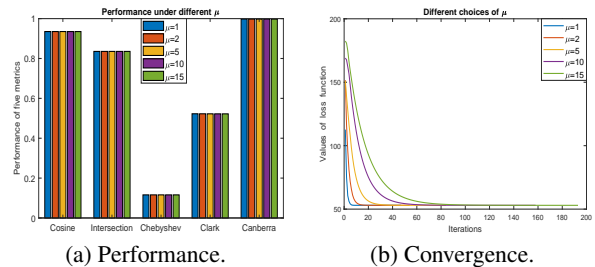 Performance under different μ
Performance of five metrics
1
0.8
0.6
0.4
0.2
0
Cosine
Intersection
Chebyshev
Clark
Canberra
μ=1
μ=2
μ=5
μ=10
μ=15
(a) Performance.
Different choices of μ
Values of loss function
200
150
100
50
0
20
40
60
80
100
120
140
160
180
200
Iterations
μ=1
μ=2
μ=5
μ=10
μ=15
(b) Convergence.